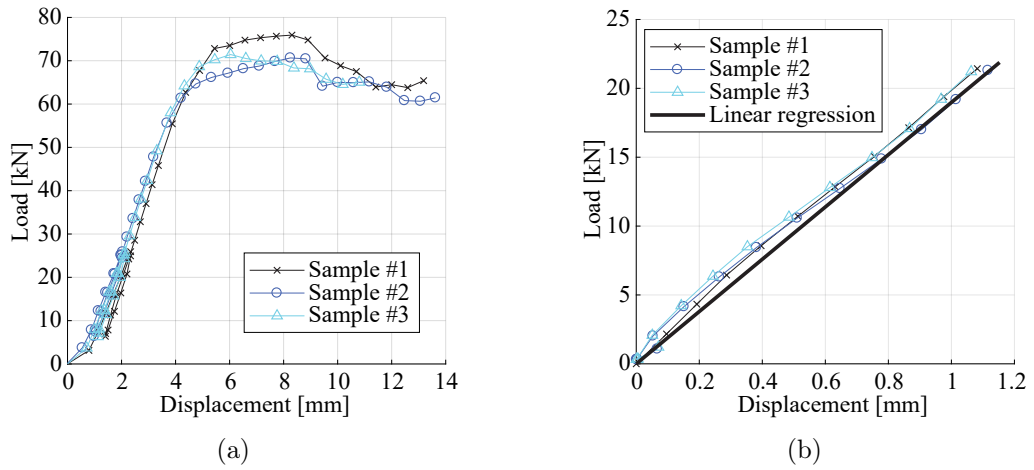 80
70
60
50
40
30
20
10
0
Load [kN]
0 2 4 6 8 10 12 14
Displacement [mm]
Sample #1
Sample #2
Sample #3
(a)
25
20
15
10
5
0
Load [kN]
0 0.2 0.4 0.6 0.8 1 1.2
Displacement [mm]
Sample #1
Sample #2
Sample #3
Linear regression
(b)